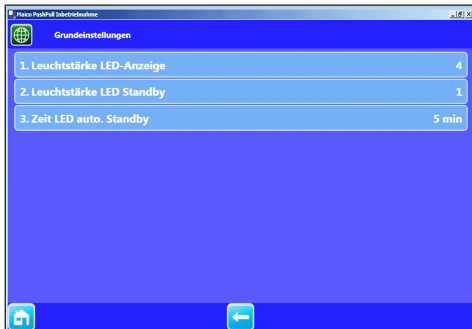 Maico PushPull Inbetriebnahme
Grundeinstellungen
1. Leuchtstärke LED-Anzeige 4
2. Leuchtstärke LED Standby 1
3. Zeit LED auto. Standby 5 min